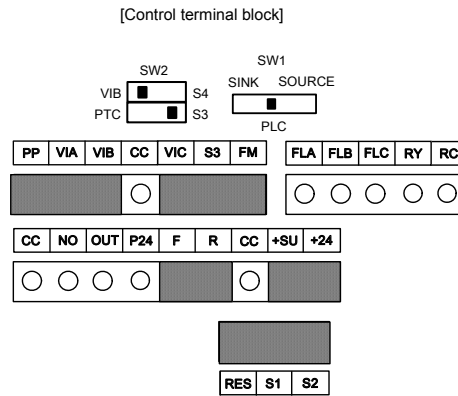 [Control terminal block]
SW2
SW1
VIB S4
SINK SOURCE
PTC S3
PLC
PP VIA VIB CC VIC S3 FM
FLA FLB FLC RY RC
CC NO OUT P24 F R CC +SU +24
RES S1 S2